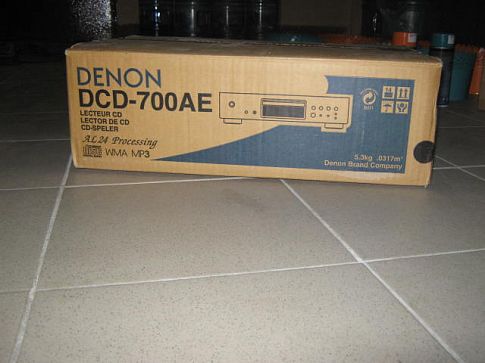 DENON
DCD-700AE
LECTEUR CD
LECTOR DE CD
CD-SPELER
AL24 Processing
WMA MP3
5.3kg .0317m³
Denon Brand Company